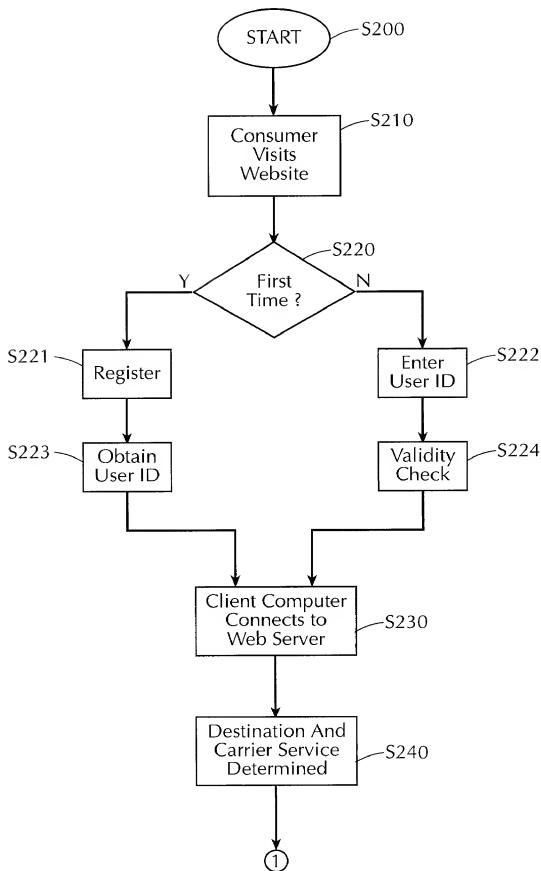 START
S200
Consumer
Visits
Website
S210
First
Time ?
S220
Y
N
S221
Register
Enter
User ID
S222
S223
Obtain
User ID
Validity
Check
S224
Client Computer
Connects to
Web Server
S230
Destination And
Carrier Service
Determined
S240
1